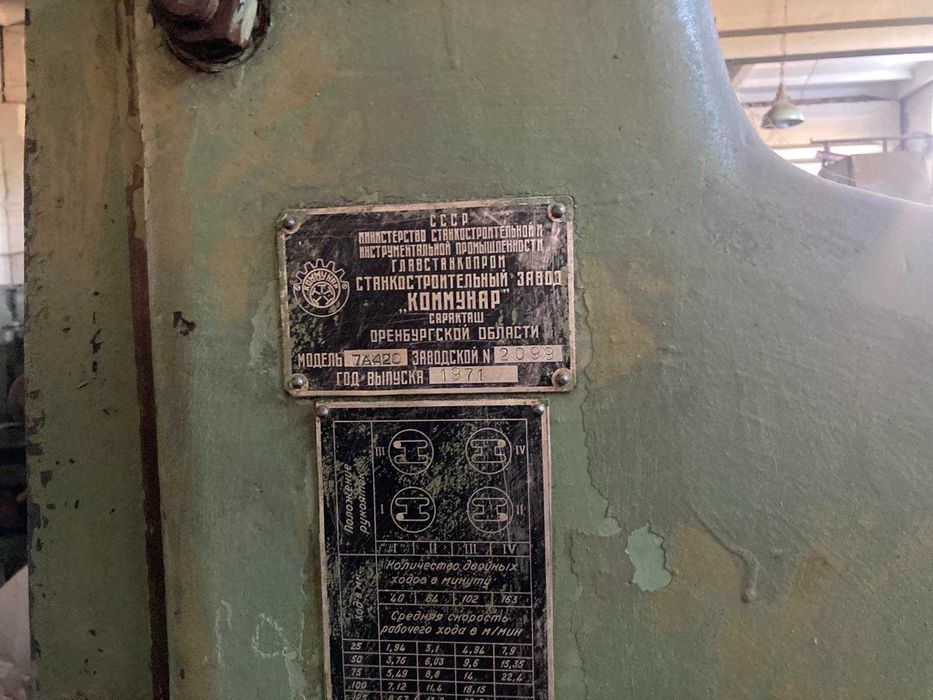 СССР
МИНИСТЕРСТВО СТАНКОСТРОИТЕЛЬНОЙ И
ИНСТРУМЕНТАЛЬНОЙ ПРОМЫШЛЕННОСТИ
ГЛАВСТАНКОПРОМ
СТАНКОСТРОИТЕЛЬНЫЙ ЗАВОД
„КОММУНАР"
САРАКТАШ
ОРЕНБУРГСКОЙ ОБЛАСТИ
КОММУНАР
МОДЕЛЬ 7А420 ЗАВОДСКОЙ N 2099
ГОД ВЫПУСКА 1971
Положение
рукояток
III IV
I II
I II III IV
Количество двойных
ходов в минуту
40 64 102 163
Ход в мм
Средняя скорость
рабочего хода в м/мин
25 1,94 3,1 4,94 7,9
50 3,76 6,03 9,6 15,35
75 5,49 8,8 14 22,4
100 7,12 11,4 18,15